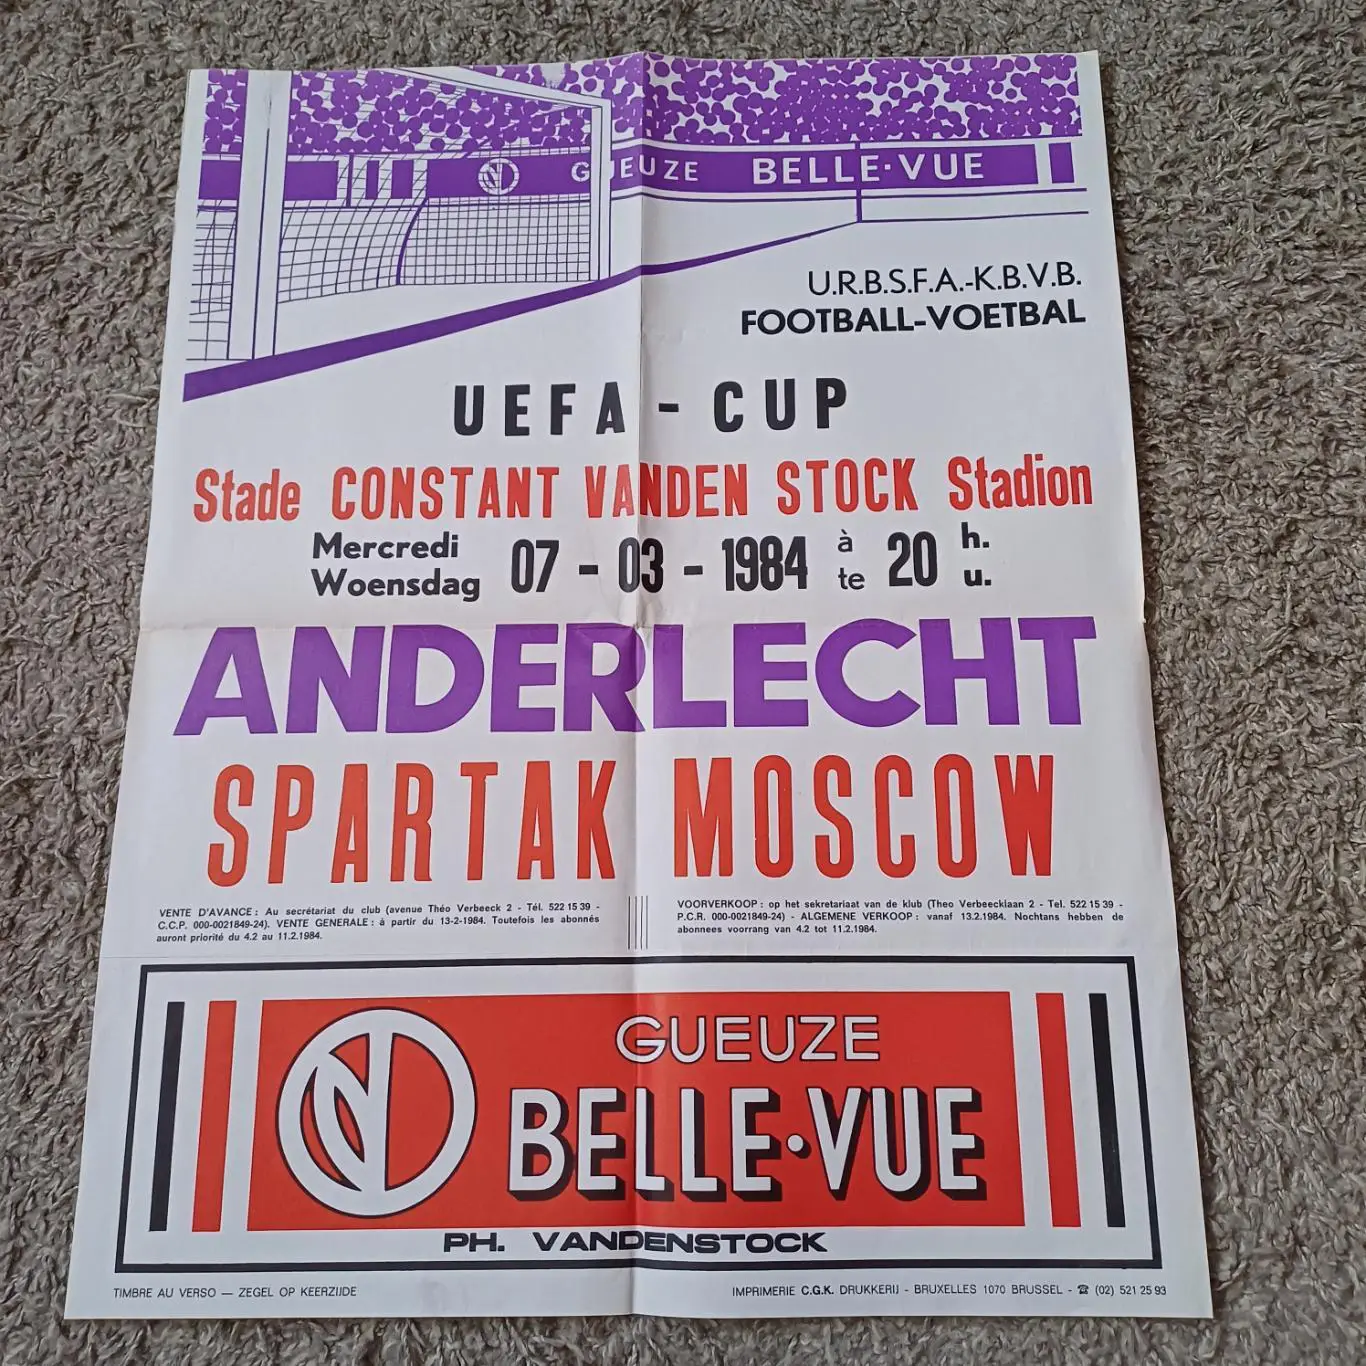 GUEUZE BELLE·VUE
U.R.B.S.F.A.-K.B.V.B.
FOOTBALL-VOETBAL
UEFA - CUP
Stade CONSTANT VANDEN STOCK Stadion
Mercredi
Woensdag
07 - 03 - 1984
à
te
20
h.
u.
ANDERLECHT
SPARTAK MOSCOW
VENTE D'AVANCE : Au secrétariat du club (avenue Théo Verbeeck 2 - Tél. 522 15 39 -
C.C.P. 000-0021849-24). VENTE GENERALE : à partir du 13-2-1984. Toutefois les abonnés
auront priorité du 4.2 au 11.2.1984.
VOORVERKOOP : op het sekretariaat van de klub (Theo Verbeecklaan 2 - Tel. 522 15 39 -
P.C.R. 000-0021849-24) - ALGEMENE VERKOOP : vanaf 13.2.1984. Nochtans hebben de
abonnees voorrang van 4.2 tot 11.2.1984.
GUEUZE
BELLE·VUE
PH. VANDENSTOCK
TIMBRE AU VERSO — ZEGEL OP KEERZIJDE
IMPRIMERIE C.G.K. DRUKKERIJ - BRUXELLES 1070 BRUSSEL - ☎ (02) 521 25 93